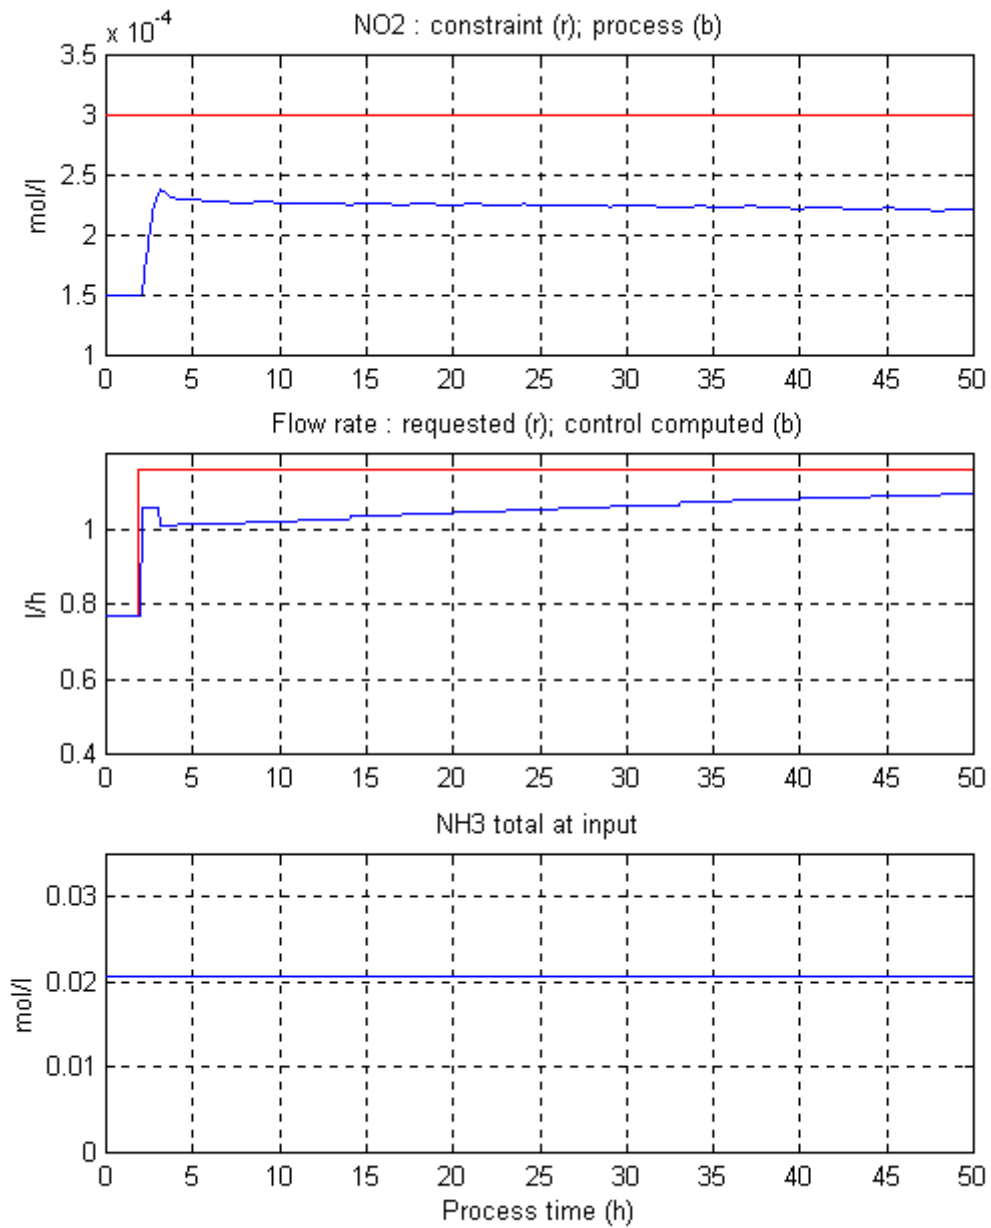 NO2 : constraint (r); process (b)
x 10-4
3.5
3
2.5
2
1.5
1
mol/l
0 5 10 15 20 25 30 35 40 45 50
Flow rate : requested (r); control computed (b)
1
0.8
0.6
0.4
l/h
0 5 10 15 20 25 30 35 40 45 50
NH3 total at input
0.03
0.02
0.01
0
mol/l
0 5 10 15 20 25 30 35 40 45 50
Process time (h)